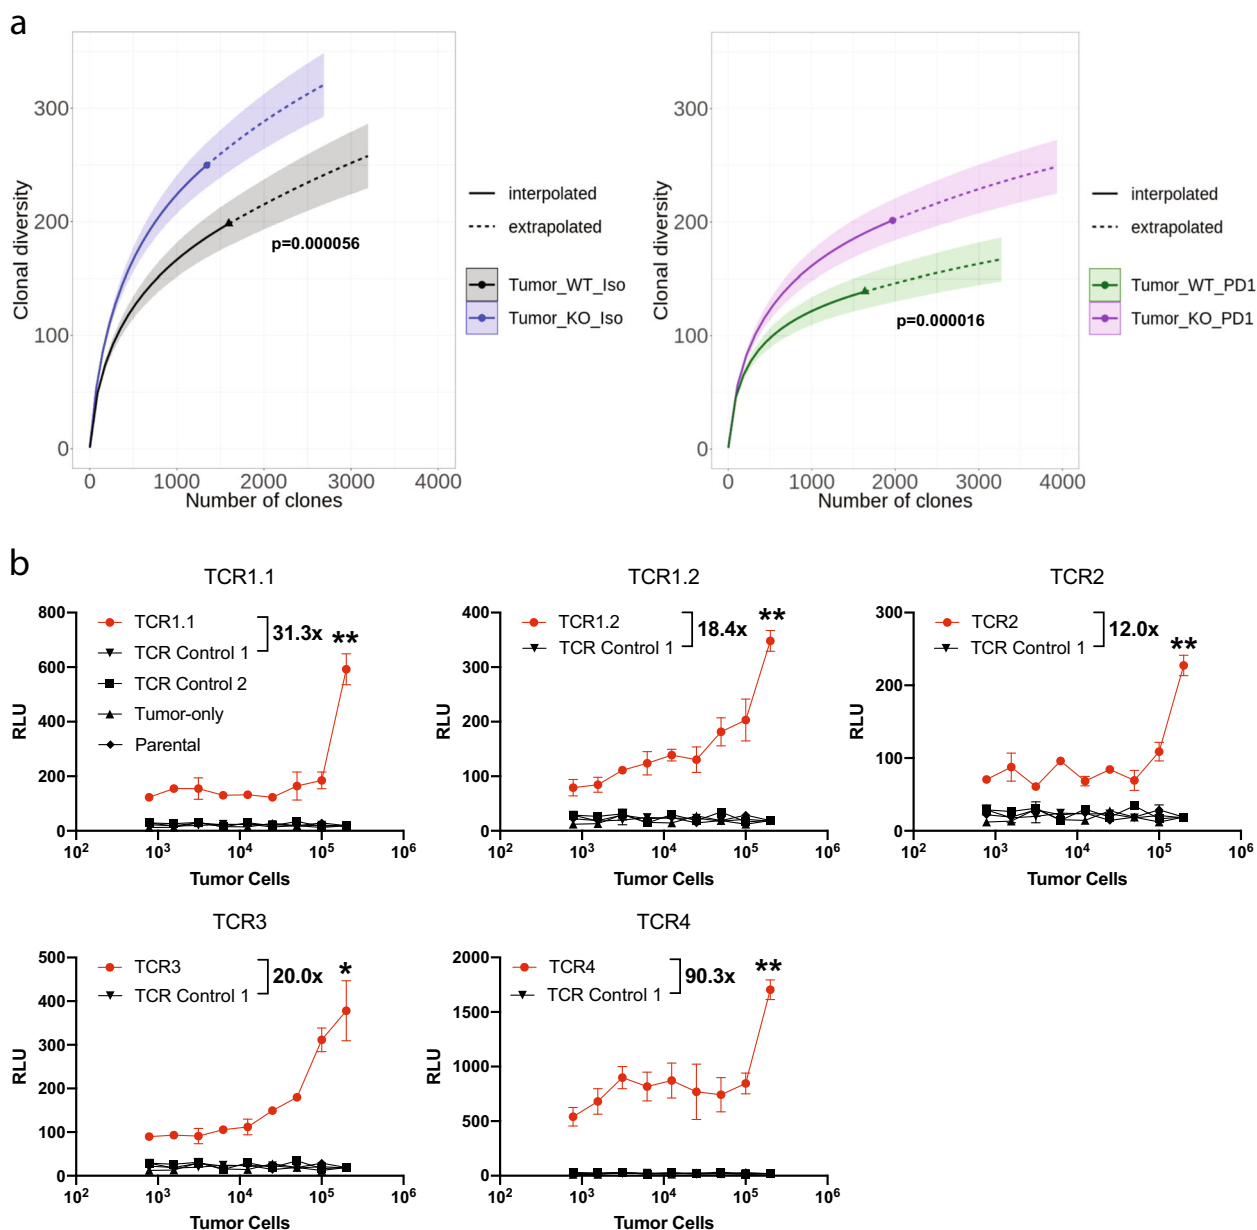 a
300
200
100
0
Clonal diversity
p=0.000056
0 1000 2000 3000 4000
Number of clones
interpolated
extrapolated
Tumor_WT_Iso
Tumor_KO_Iso
300
200
100
0
Clonal diversity
p=0.000016
0 1000 2000 3000 4000
Number of clones
interpolated
extrapolated
Tumor_WT_PD1
Tumor_KO_PD1
b
TCR1.1
800
600
400
200
0
RLU
TCR1.1
TCR Control 1
TCR Control 2
Tumor-only
Parental
31.3x
**
10² 10³ 10⁴ 10⁵ 10⁶
Tumor Cells
TCR1.2
400
300
200
100
0
RLU
TCR1.2
TCR Control 1
18.4x
**
10² 10³ 10⁴ 10⁵ 10⁶
Tumor Cells
TCR2
300
200
100
0
RLU
TCR2
TCR Control 1
12.0x
**
10² 10³ 10⁴ 10⁵ 10⁶
Tumor Cells
TCR3
500
400
300
200
100
0
RLU
TCR3
TCR Control 1
20.0x
*
10² 10³ 10⁴ 10⁵ 10⁶
Tumor Cells
TCR4
2000
1500
1000
500
0
RLU
TCR4
TCR Control 1
90.3x
**
10² 10³ 10⁴ 10⁵ 10⁶
Tumor Cells